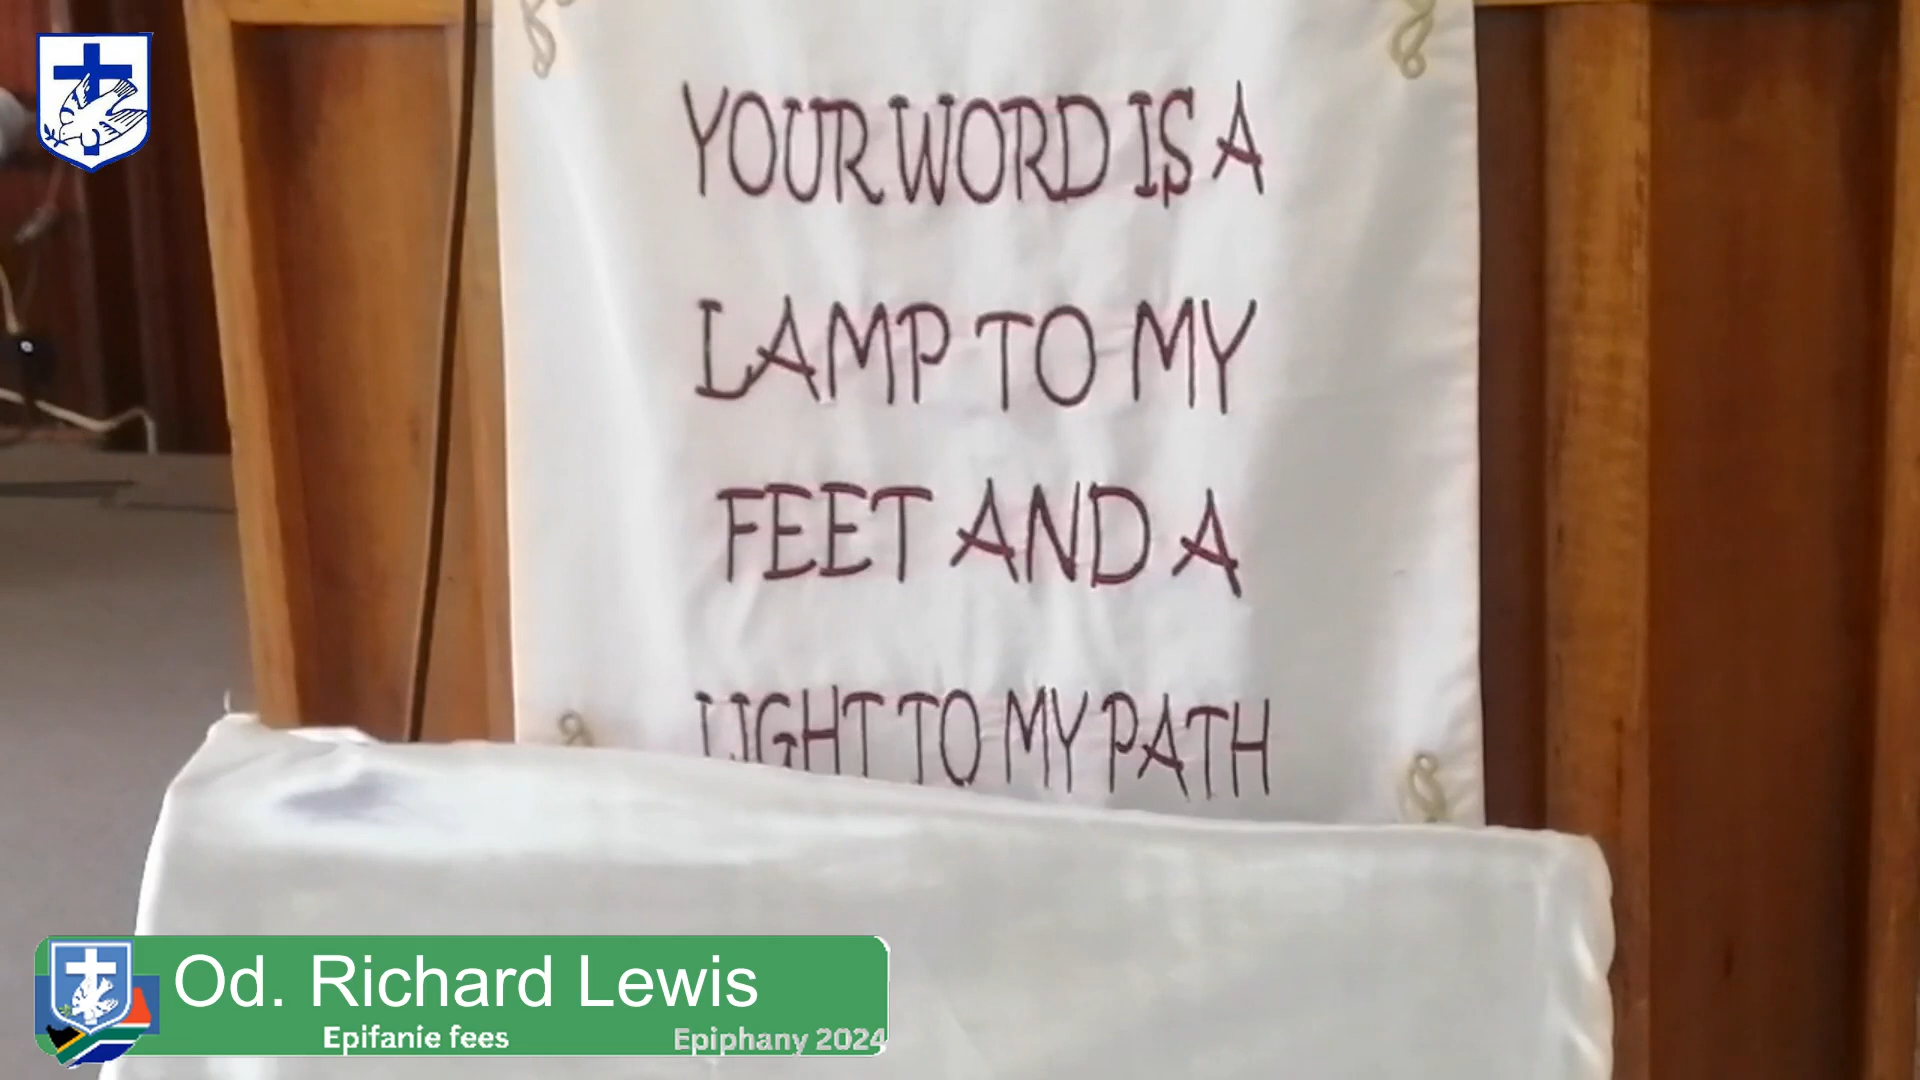 YOUR WORD IS A
LAMP TO MY
FEET AND A
LIGHT TO MY PATH
Od. Richard Lewis
Epifanie fees
Epiphany 2024